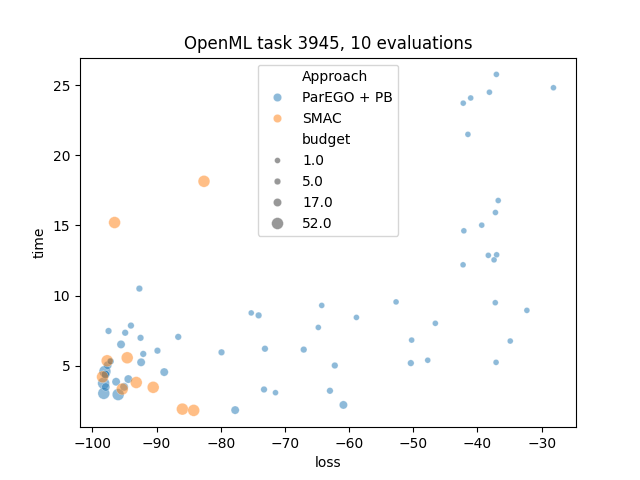 OpenML task 3945, 10 evaluations
Approach
ParEGO + PB
SMAC
budget
1.0
5.0
17.0
52.0
25
20
15
10
5
time
−100
−90
−80
−70
−60
−50
−40
−30
loss